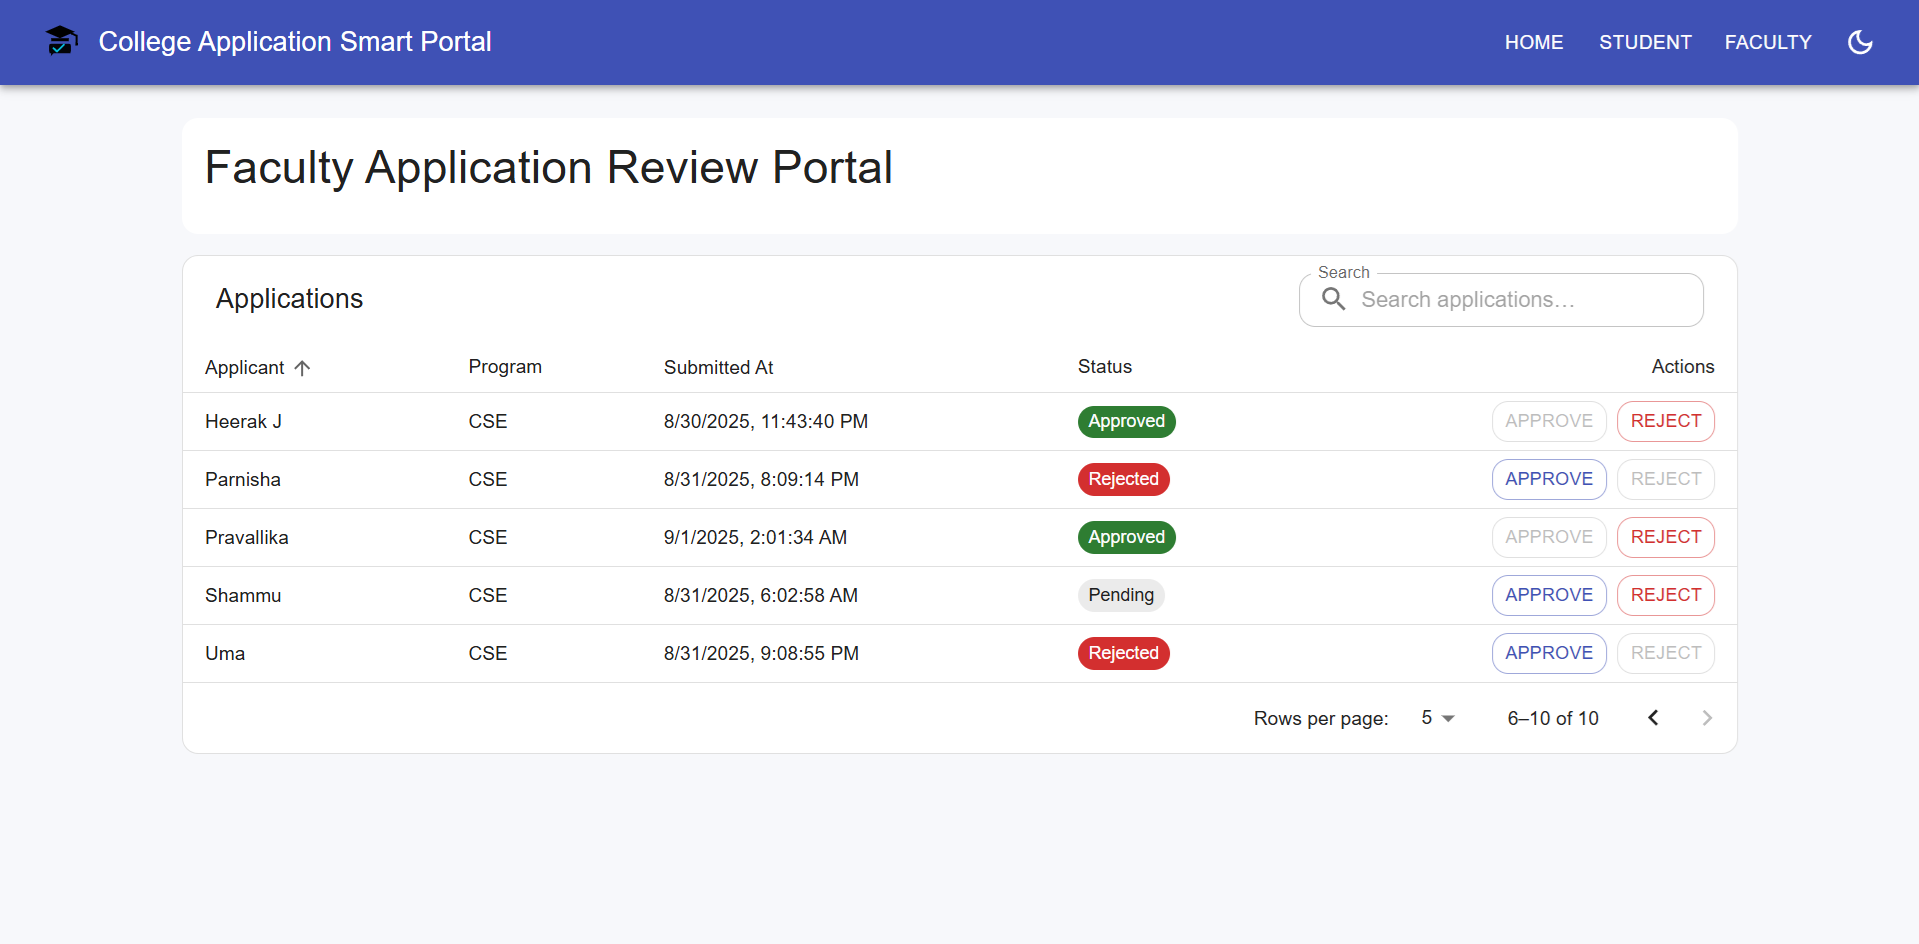 College Application Smart Portal HOME STUDENT FACULTY
Faculty Application Review Portal
Search
Applications Search applications…
Applicant Program Submitted At Status Actions
Heerak J CSE 8/30/2025, 11:43:40 PM Approved APPROVE REJECT
Parnisha CSE 8/31/2025, 8:09:14 PM Rejected APPROVE REJECT
Pravallika CSE 9/1/2025, 2:01:34 AM Approved APPROVE REJECT
Shammu CSE 8/31/2025, 6:02:58 AM Pending APPROVE REJECT
Uma CSE 8/31/2025, 9:08:55 PM Rejected APPROVE REJECT
Rows per page: 5 6–10 of 10